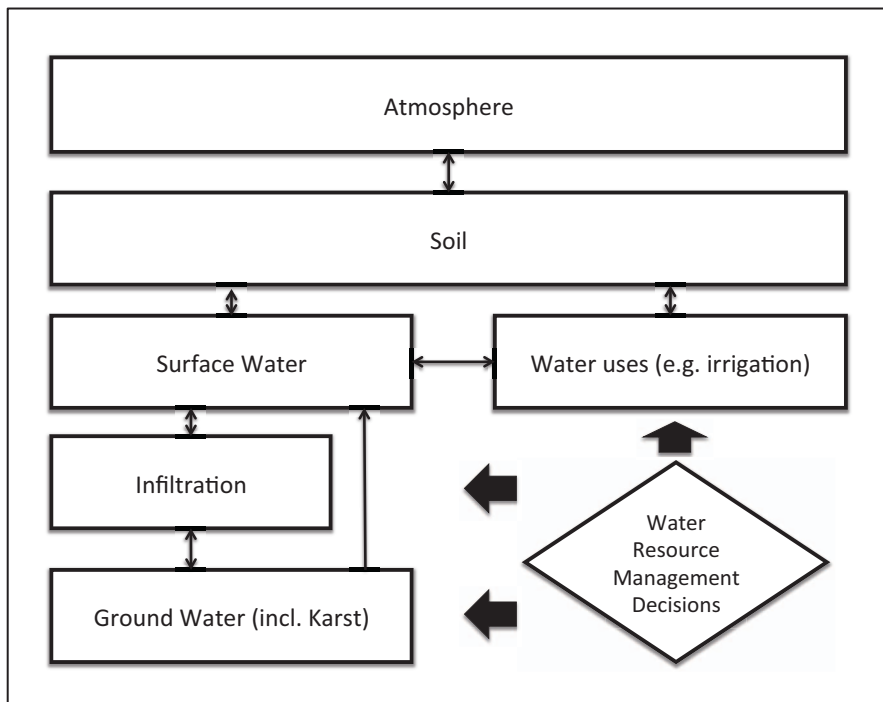 Atmosphere
Soil
Surface Water
Water uses (e.g. irrigation)
Infiltration
Ground Water (incl. Karst)
Water
Resource
Management
Decisions